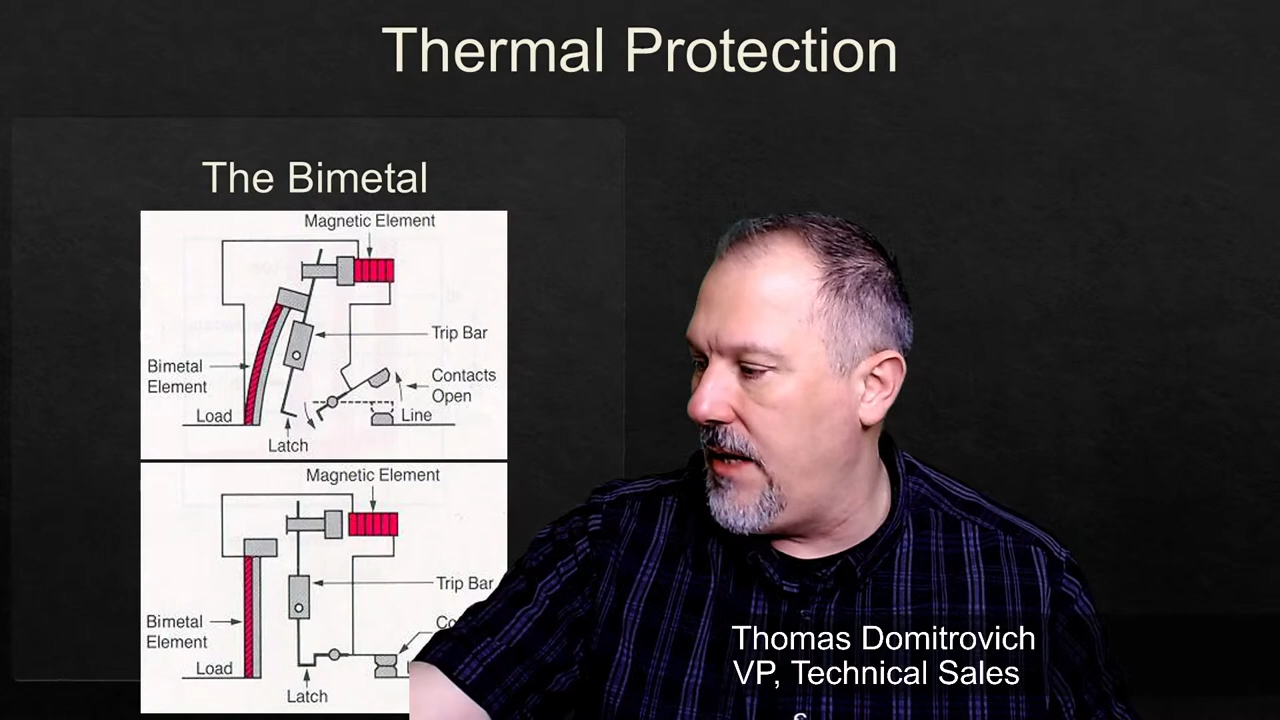 Thermal Protection
The Bimetal
Magnetic Element
Trip Bar
Bimetal
Element
Contacts
Open
Load
Line
Latch
Magnetic Element
Trip Bar
Bimetal
Element
Load
Latch
Thomas Domitrovich
VP, Technical Sales